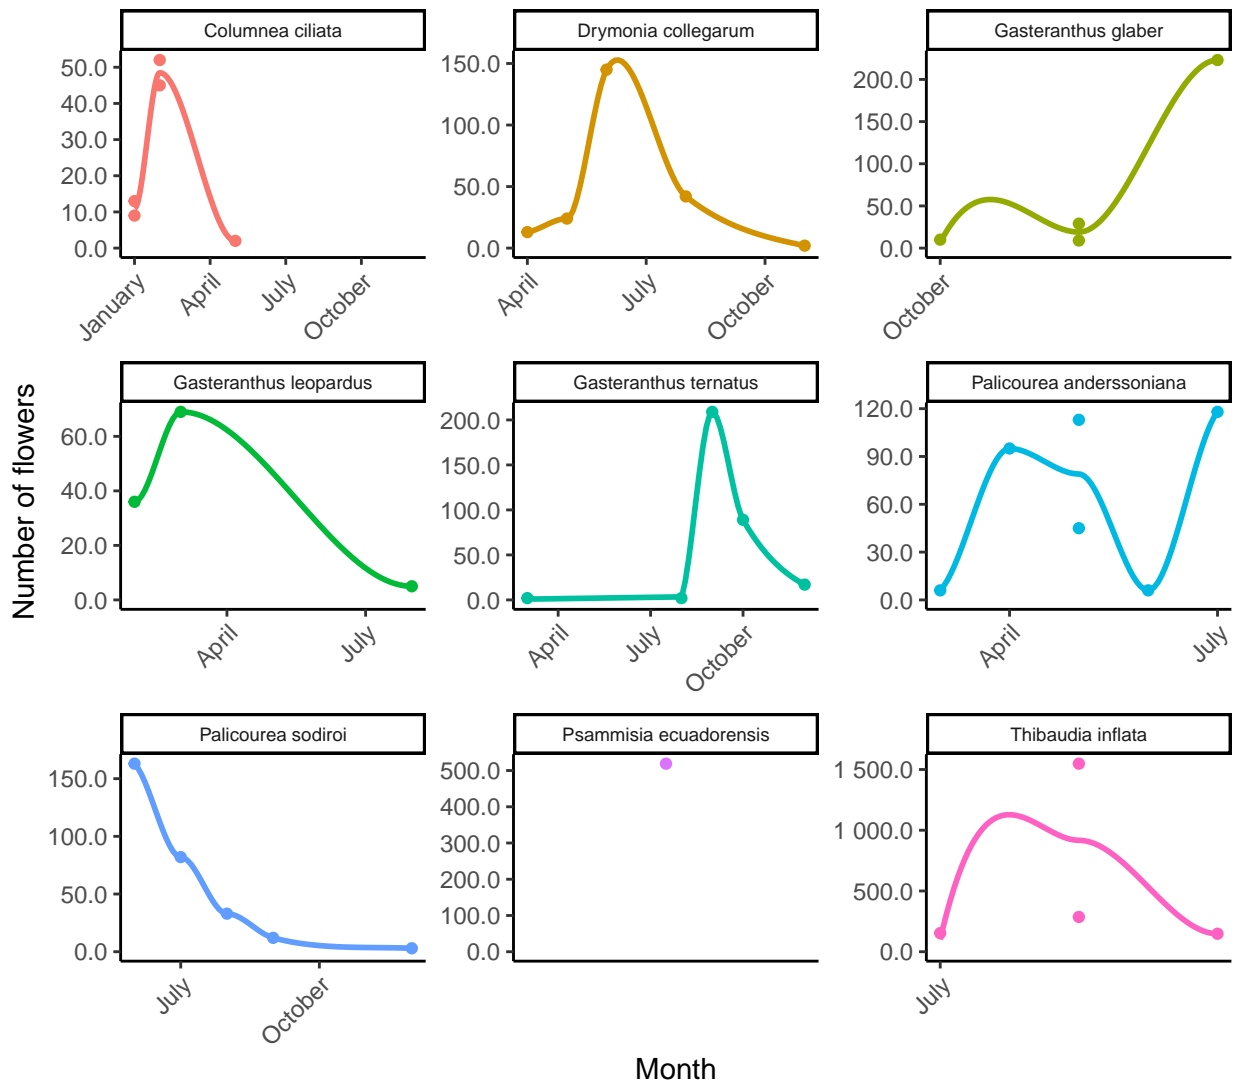 Columnea ciliata
Drymonia collegarum
Gasteranthus glaber
50.0
40.0
30.0
20.0
10.0
0.0
January
April
July
October
150.0
100.0
50.0
0.0
April
July
October
200.0
150.0
100.0
50.0
0.0
October
Number of flowers
Gasteranthus leopardus
Gasteranthus ternatus
Palicourea anderssoniana
60.0
40.0
20.0
0.0
April
July
200.0
150.0
100.0
50.0
0.0
April
July
October
120.0
90.0
60.0
30.0
0.0
April
July
Palicourea sodiroi
Psammisia ecuadorensis
Thibaudia inflata
150.0
100.0
50.0
0.0
July
October
500.0
400.0
300.0
200.0
100.0
0.0
1 500.0
1 000.0
500.0
0.0
July
Month